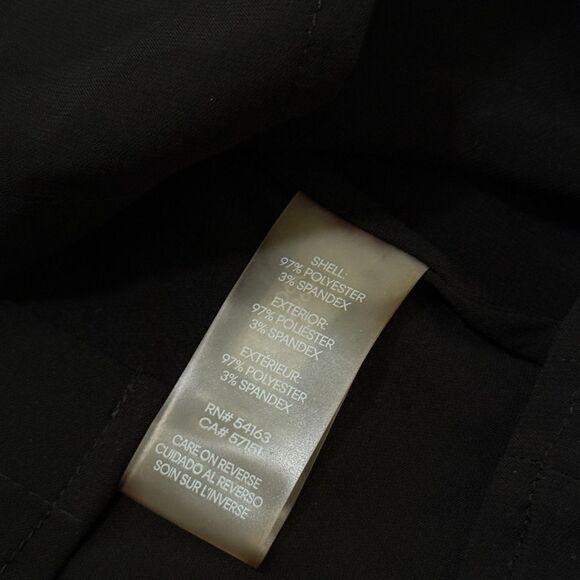 SHELL:
97% POLYESTER
3% SPANDEX
EXTERIOR:
97% POLIESTER
3% SPANDEX
EXTÉRIEUR:
97% POLYESTER
3% SPANDEX
RN# 54163
CA# 57151
CARE ON REVERSE
CUIDADO AL REVERSO
SOIN SUR L'INVERSE